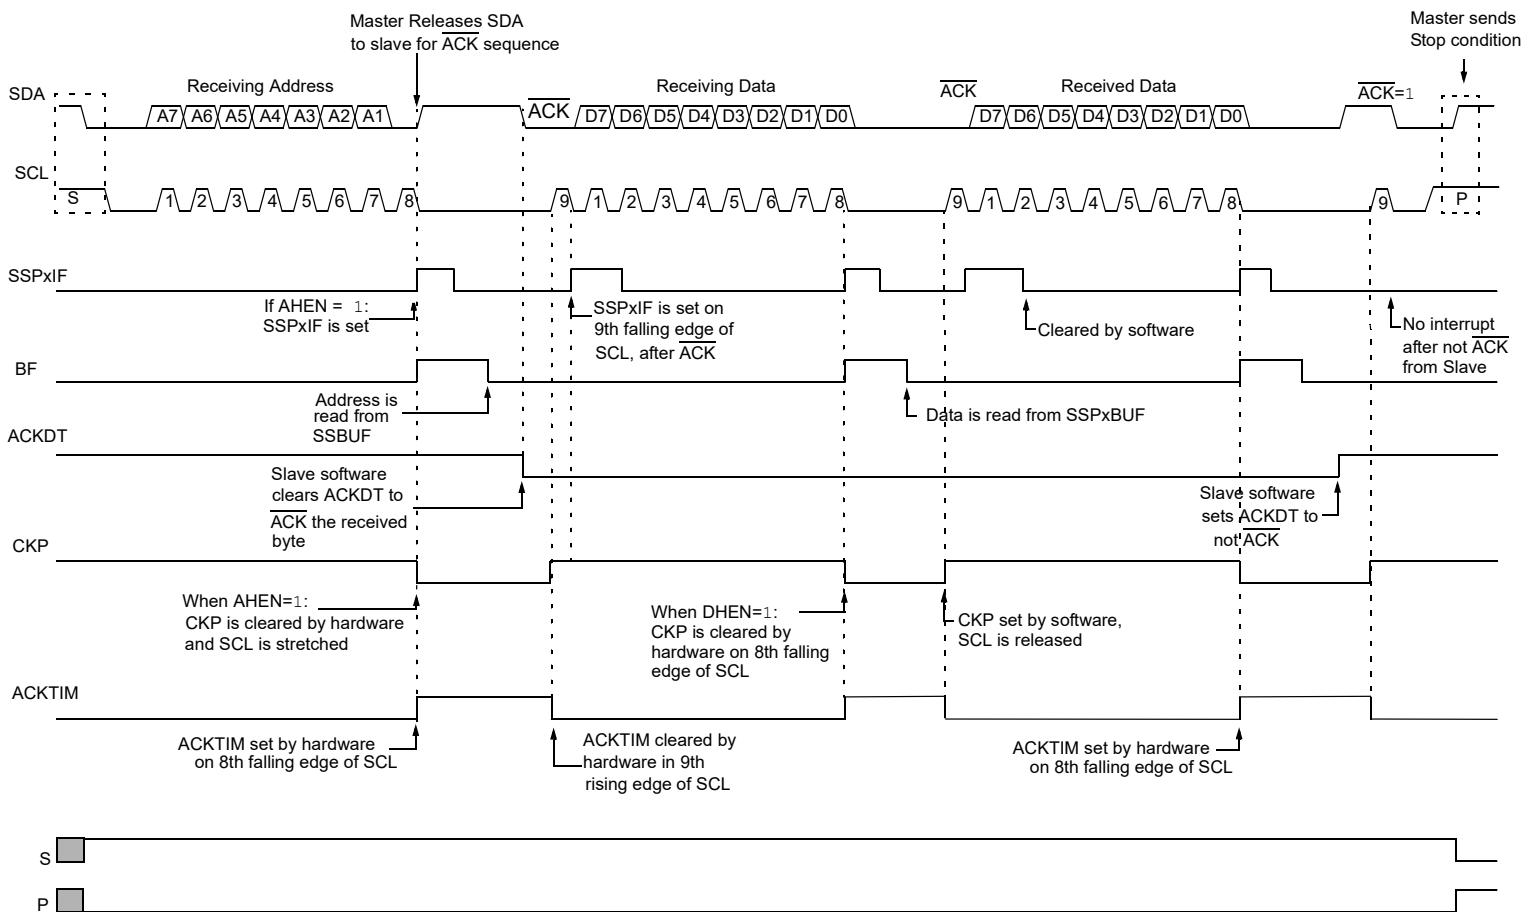 Master Releases SDA
to slave for ACK sequence
Master sends
Stop condition
SDA
Receiving Address
ACK
Receiving Data
ACK
Received Data
ACK=1
A7 A6 A5 A4 A3 A2 A1
D7 D6 D5 D4 D3 D2 D1 D0
D7 D6 D5 D4 D3 D2 D1 D0
SCL
S
1 2 3 4 5 6 7 8
9 1 2 3 4 5 6 7 8
9 1 2 3 4 5 6 7 8
9
P
SSPxIF
If AHEN = 1:
SSPxIF is set
SSPxIF is set on
9th falling edge of
SCL, after ACK
Cleared by software
No interrupt
after not ACK
from Slave
BF
Address is
read from
SSBUF
Data is read from SSPxBUF
ACKDT
Slave software
clears ACKDT to
ACK the received
byte
Slave software
sets ACKDT to
not ACK
CKP
When AHEN=1:
CKP is cleared by hardware
and SCL is stretched
When DHEN=1:
CKP is cleared by
hardware on 8th falling
edge of SCL
CKP set by software,
SCL is released
ACKTIM
ACKTIM set by hardware
on 8th falling edge of SCL
ACKTIM cleared by
hardware in 9th
rising edge of SCL
ACKTIM set by hardware
on 8th falling edge of SCL
S
P